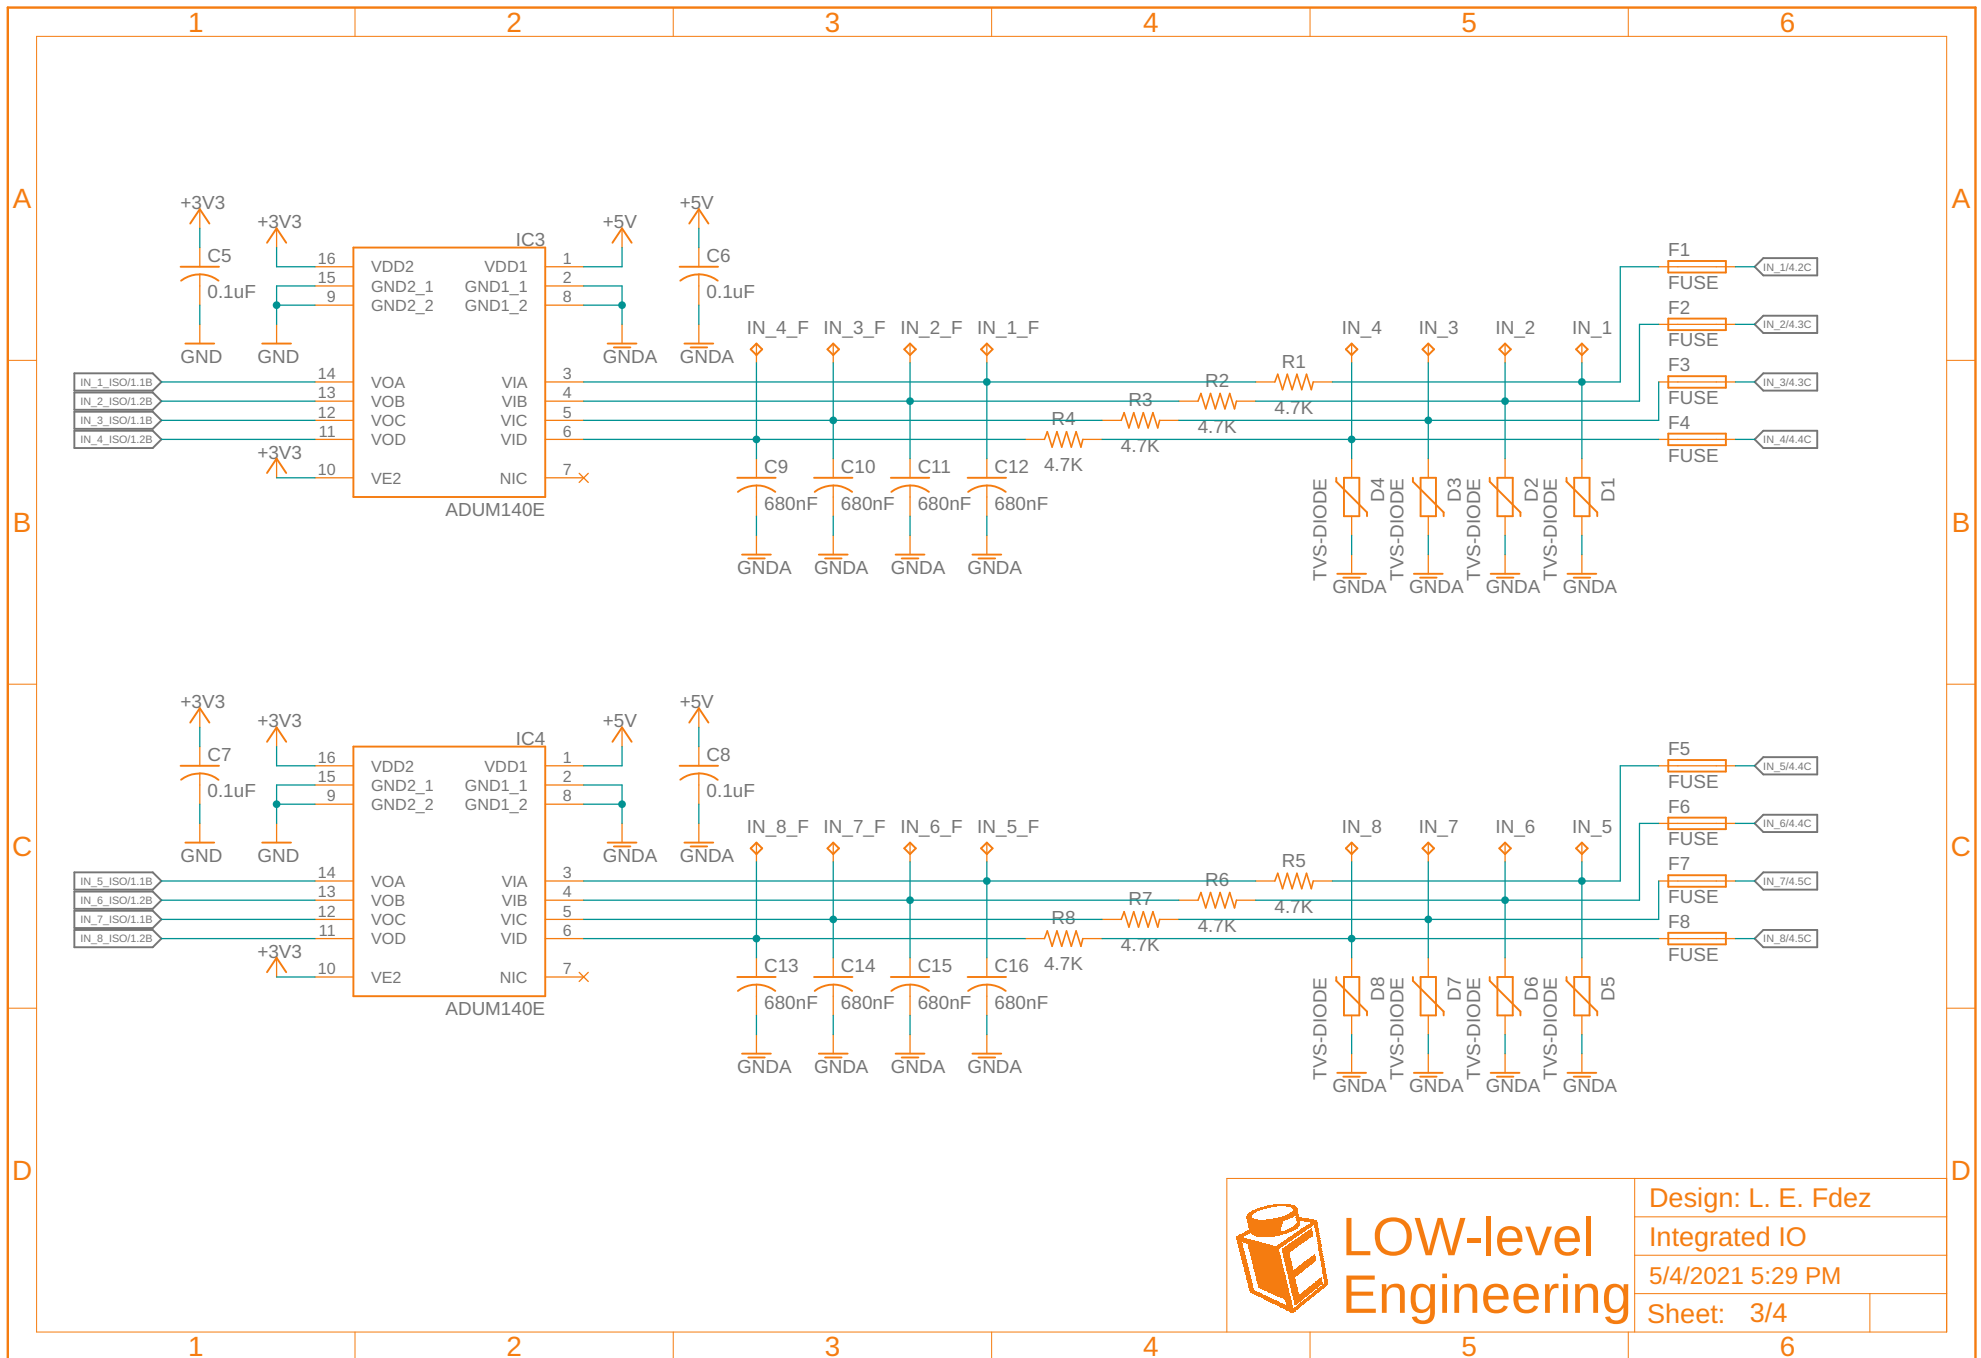 1 2 3 4 5 6
A A
+3V3 +3V3 +5V +5V
IC3
C5 C6
0.1uF 0.1uF
16 VDD2 VDD1 1
15 GND2_1 GND1_1 2
9 GND2_2 GND1_2 8
GND GND GNDA GNDA
F1
FUSE
IN_1/4.2C
F2
FUSE
IN_2/4.3C
F3
FUSE
IN_3/4.3C
F4
FUSE
IN_4/4.4C
IN_4_F IN_3_F IN_2_F IN_1_F IN_4 IN_3 IN_2 IN_1
IN_1_ISO/1.1B 14 VOA VIA 3
IN_2_ISO/1.2B 13 VOB VIB 4
IN_3_ISO/1.1B 12 VOC VIC 5
IN_4_ISO/1.2B 11 VOD VID 6
+3V3
10 VE2 NIC 7
ADUM140E
R1
4.7K
R2
4.7K
R3
4.7K
R4
4.7K
B B
C9 C10 C11 C12
680nF 680nF 680nF 680nF
GNDA GNDA GNDA GNDA
TVS-DIODE D4 TVS-DIODE D3 TVS-DIODE D2 TVS-DIODE D1
GNDA GNDA GNDA GNDA
+3V3 +3V3 +5V +5V
IC4
C7 C8
0.1uF 0.1uF
16 VDD2 VDD1 1
15 GND2_1 GND1_1 2
9 GND2_2 GND1_2 8
GND GND GNDA GNDA
F5
FUSE
IN_5/4.4C
F6
FUSE
IN_6/4.4C
F7
FUSE
IN_7/4.5C
F8
FUSE
IN_8/4.5C
C C
IN_8_F IN_7_F IN_6_F IN_5_F IN_8 IN_7 IN_6 IN_5
IN_5_ISO/1.1B 14 VOA VIA 3
IN_6_ISO/1.2B 13 VOB VIB 4
IN_7_ISO/1.1B 12 VOC VIC 5
IN_8_ISO/1.2B 11 VOD VID 6
+3V3
10 VE2 NIC 7
ADUM140E
R5
4.7K
R6
4.7K
R7
4.7K
R8
4.7K
C13 C14 C15 C16
680nF 680nF 680nF 680nF
GNDA GNDA GNDA GNDA
TVS-DIODE D8 TVS-DIODE D7 TVS-DIODE D6 TVS-DIODE D5
GNDA GNDA GNDA GNDA
D D
E
LOW-level
Engineering
Design: L. E. Fdez
Integrated IO
5/4/2021 5:29 PM
Sheet: 3/4
1 2 3 4 5 6